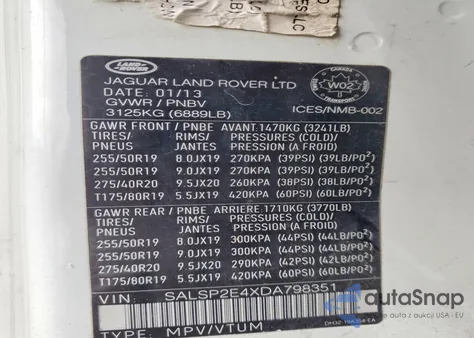 ES LC
LAND ROVER
JAGUAR LAND ROVER LTD
DATE: 01/13
GVWR / PNBV
3125KG (6889LB)
W02
TRANSPORT
ICES/NMB-002
GAWR FRONT / PNBE AVANT:1470KG (3241LB)
TIRES/ RIMS/ PRESSURE (COLD)/
PNEUS JANTES PRESSION (A FROID)
255/50R19 8.0JX19 270KPA (39PSI) (39LB/PO²)
255/50R19 9.0JX19 270KPA (39PSI) (39LB/PO²)
275/40R20 9.5JX20 260KPA (38PSI) (38LB/PO²)
T175/80R19 5.5JX19 420KPA (60PSI) (60LB/PO²)
GAWR REAR / PNBE ARRIERE:1710KG (3770LB)
TIRES/ RIMS/ PRESSURE (COLD)/
PNEUS JANTES PRESSION (A FROID)
255/50R19 8.0JX19 300KPA (44PSI) (44LB/PO²)
255/50R19 9.0JX19 300KPA (44PSI) (44LB/PO²)
275/40R20 9.5JX20 290KPA (42PSI) (42LB/PO²)
T175/80R19 5.5JX19 420KPA (60PSI) (60LB/PO²)
VIN: SALSP2E4XDA798351
TYPE: MPV/VTUM
autoSnap